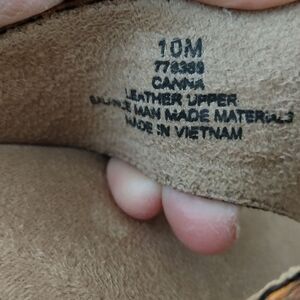 10M
778389
CANNA
LEATHER UPPER
MAN MADE MATERIALS
MADE IN VIETNAM